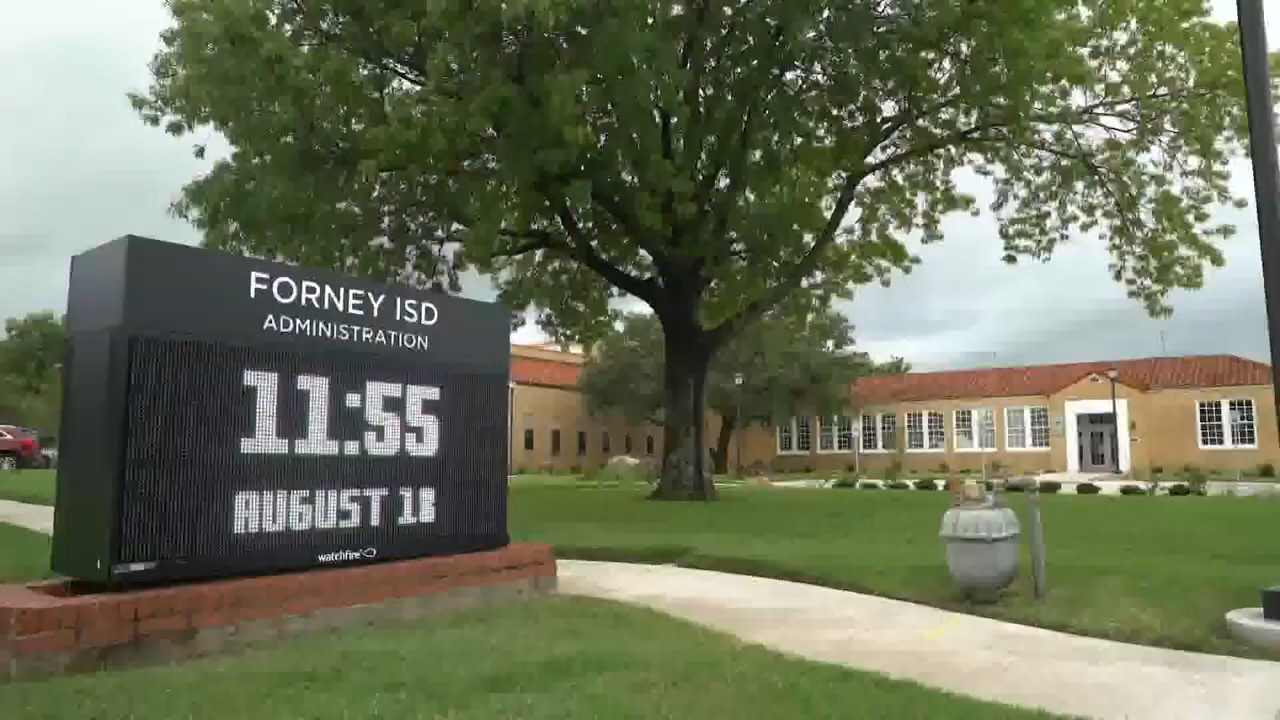 FORNEY ISD
ADMINISTRATION
11:55
AUGUST 18
watchfire